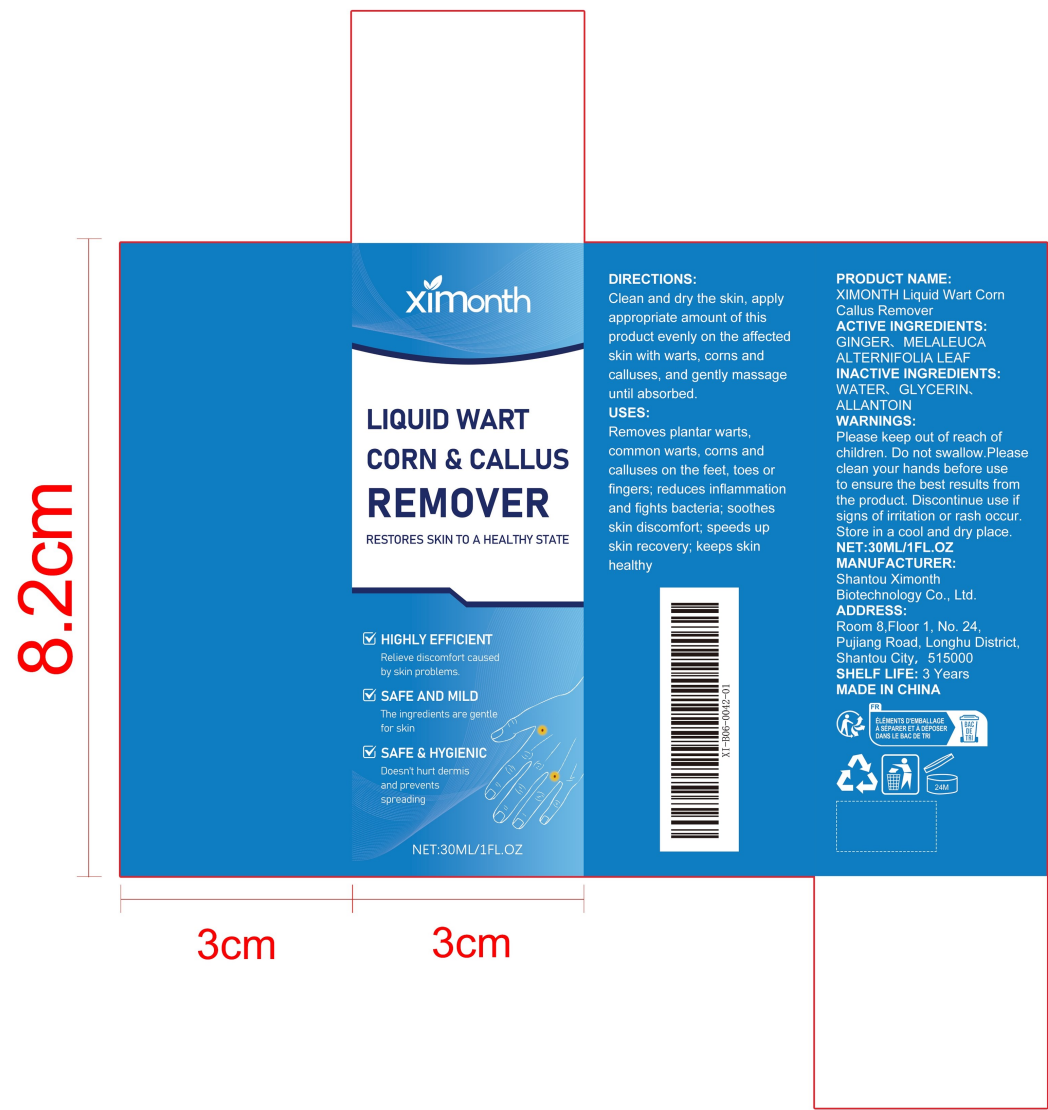 8.2cm
ximonth
LIQUID WART
CORN & CALLUS
REMOVER
RESTORES SKIN TO A HEALTHY STATE
HIGHLY EFFICIENT
Relieve discomfort caused
by skin problems.
SAFE AND MILD
The ingredients are gentle
for skin
SAFE & HYGIENIC
Doesn't hurt dermis
and prevents
spreading
NET:30ML/1FL.OZ
DIRECTIONS:
Clean and dry the skin, apply
appropriate amount of this
product evenly on the affected
skin with warts, corns and
calluses, and gently massage
until absorbed.
USES:
Removes plantar warts,
common warts, corns and
calluses on the feet, toes or
fingers; reduces inflammation
and fights bacteria; soothes
skin discomfort; speeds up
skin recovery; keeps skin
healthy
XI-B06-0042-01
PRODUCT NAME:
XIMONTH Liquid Wart Corn
Callus Remover
ACTIVE INGREDIENTS:
GINGER、MELALEUCA
ALTERNIFOLIA LEAF
INACTIVE INGREDIENTS:
WATER、GLYCERIN、
ALLANTOIN
WARNINGS:
Please keep out of reach of
children. Do not swallow.Please
clean your hands before use
to ensure the best results from
the product. Discontinue use if
signs of irritation or rash occur.
Store in a cool and dry place.
NET:30ML/1FL.OZ
MANUFACTURER:
Shantou Ximonth
Biotechnology Co., Ltd.
ADDRESS:
Room 8,Floor 1, No. 24,
Pujiang Road, Longhu District,
Shantou City，515000
SHELF LIFE: 3 Years
MADE IN CHINA
FR
ÉLÉMENTS D'EMBALLAGE
À SÉPARER ET À DÉPOSER
DANS LE BAC DE TRI
BAC
DE
TRI
24M
3cm
3cm